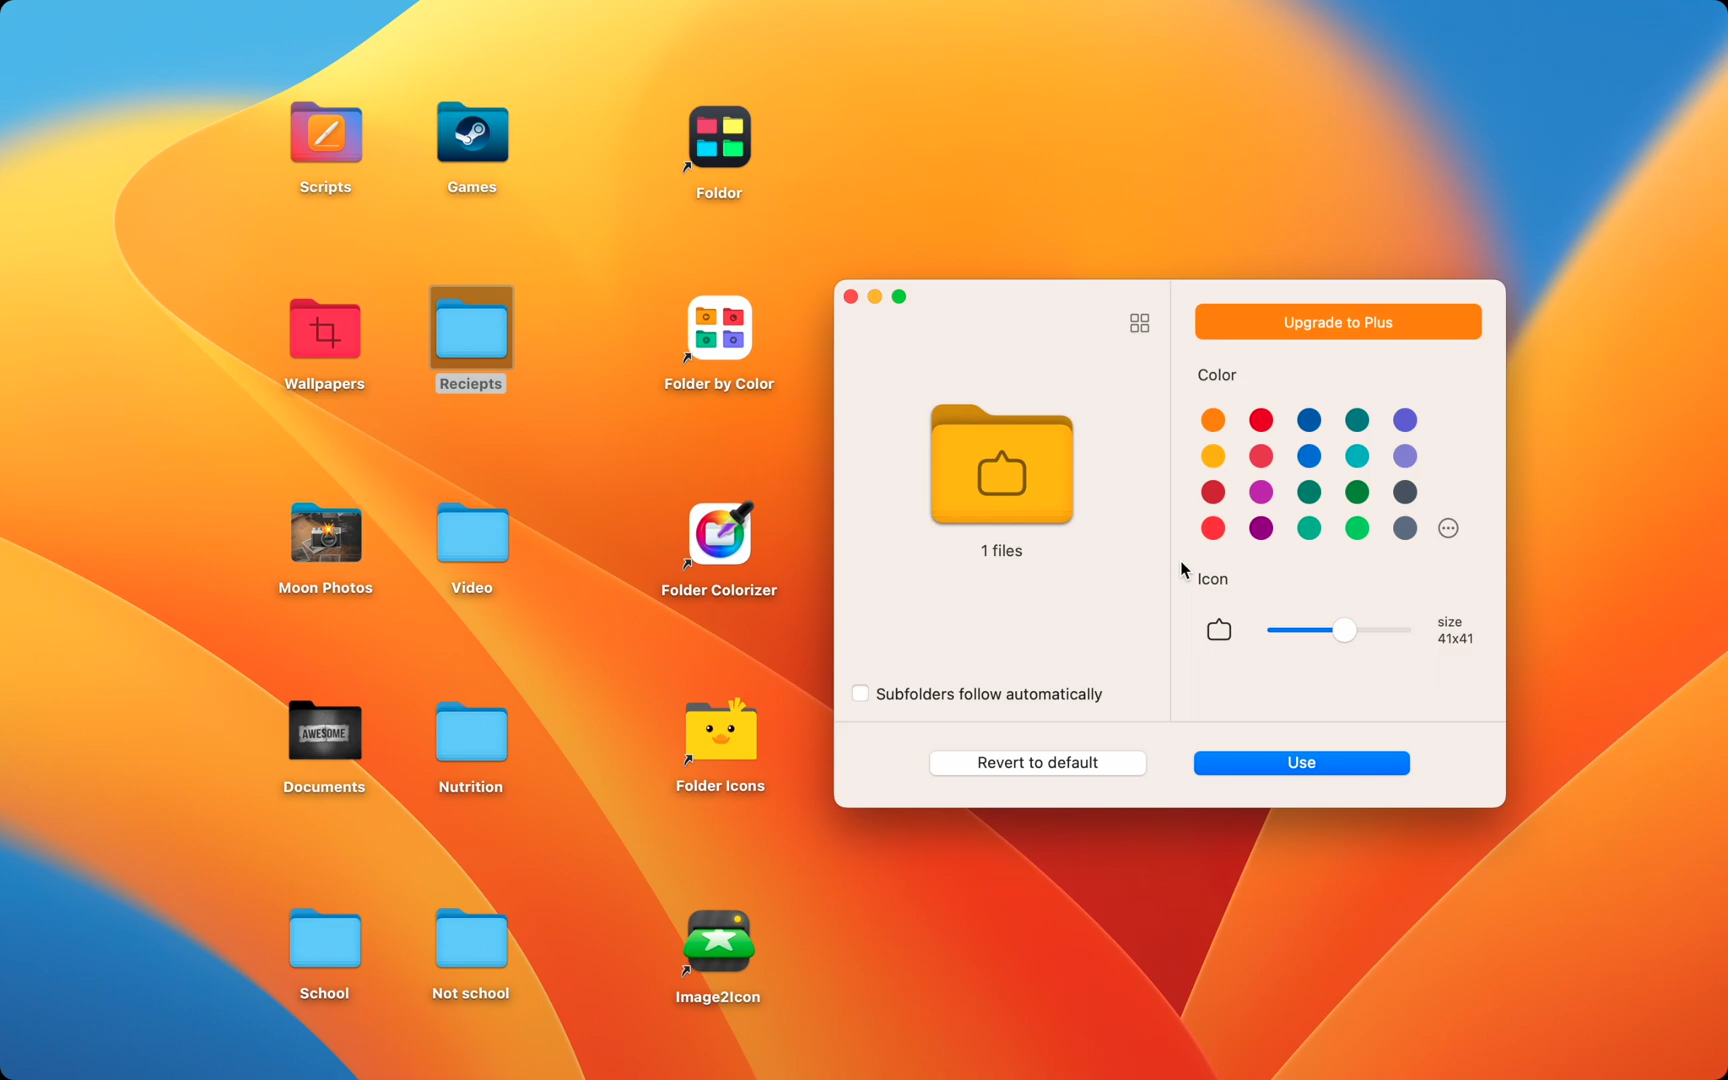 Scripts
Games
Foldor
Wallpapers
Reciepts
Folder by Color
Moon Photos
Video
Folder Colorizer
AWESOME
Documents
Nutrition
Folder Icons
School
Not school
Image2Icon
1 files
Subfolders follow automatically
Upgrade to Plus
Color
Icon
size
41x41
Revert to default
Use